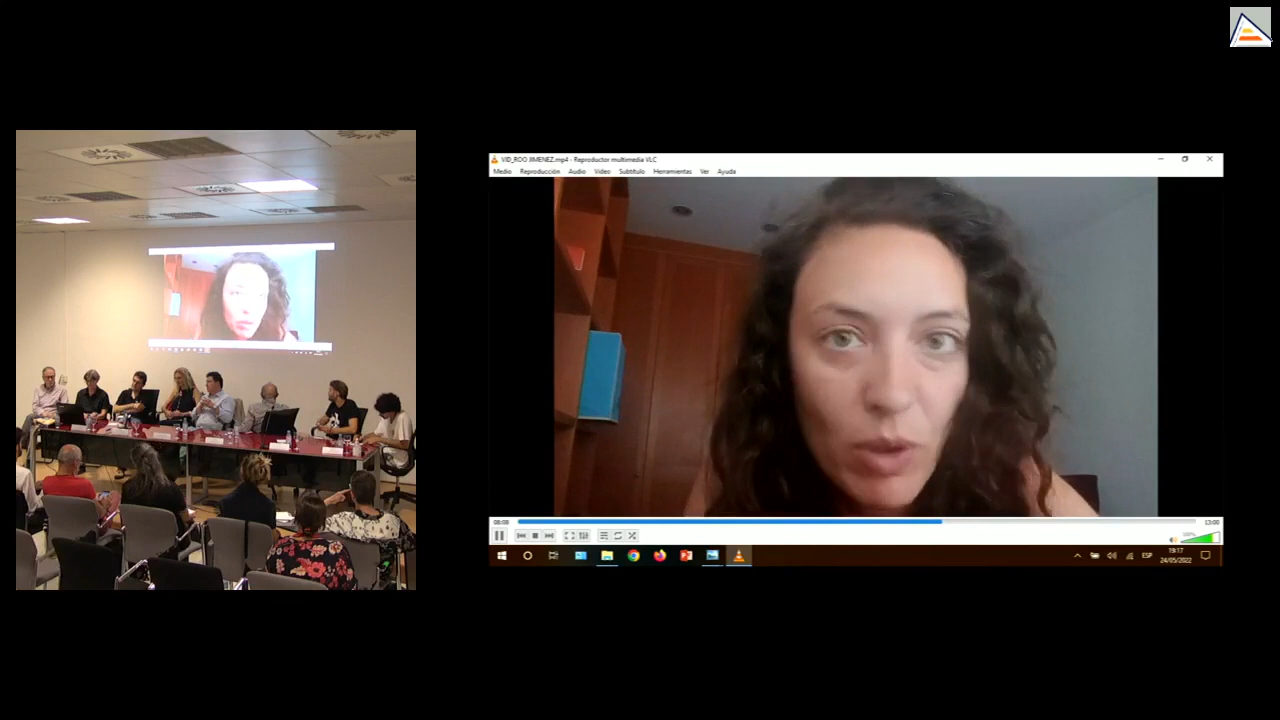 VID_ROO JIMENEZ.mp4 - Reproductor multimedia VLC
Medio Reproducción Audio Vídeo Subtítulo Herramientas Ver Ayuda
08:08
13:00
100%
ESP
19:17
24/05/2022